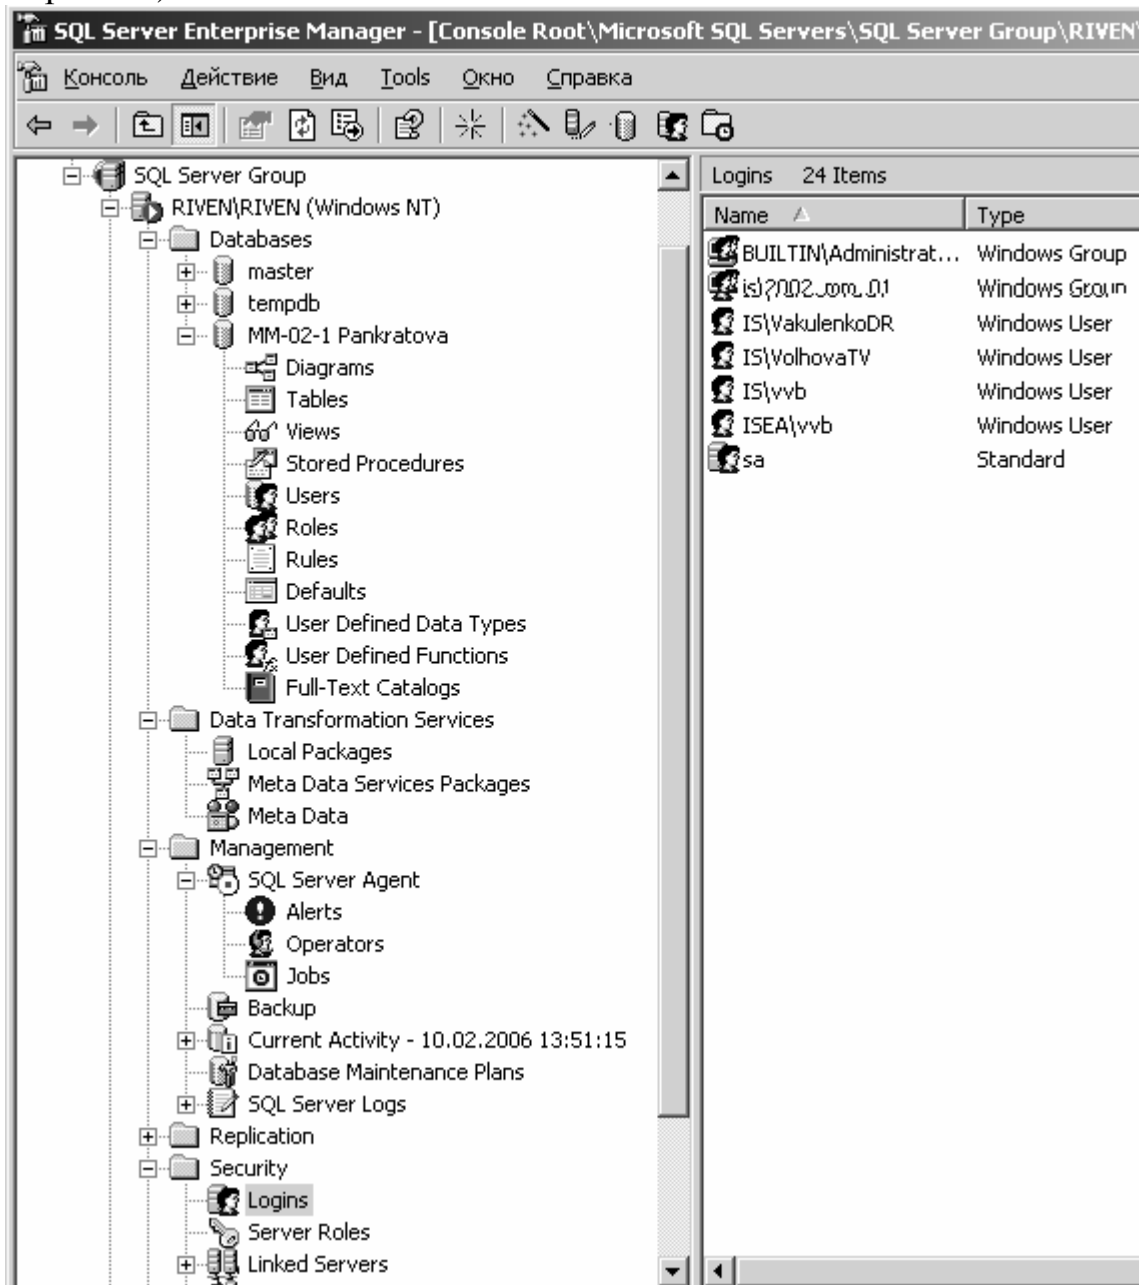 SQL Server Enterprise Manager - [Console Root\Microsoft SQL Servers\SQL Server Group\RIVEN\
Консоль Действие Вид Tools Окно Справка
SQL Server Group
RIVEN\RIVEN (Windows NT)
Databases
master
tempdb
MM-02-1 Pankratova
Diagrams
Tables
Views
Stored Procedures
Users
Roles
Rules
Defaults
User Defined Data Types
User Defined Functions
Full-Text Catalogs
Data Transformation Services
Local Packages
Meta Data Services Packages
Meta Data
Management
SQL Server Agent
Alerts
Operators
Jobs
Backup
Current Activity - 10.02.2006 13:51:15
Database Maintenance Plans
SQL Server Logs
Replication
Security
Logins
Server Roles
Linked Servers
Logins 24 Items
Name Type
BUILTIN\Administrat... Windows Group
Windows Group
IS\VakulenkoDR Windows User
IS\VolhovaTV Windows User
IS\vvb Windows User
ISEA\vvb Windows User
sa Standard